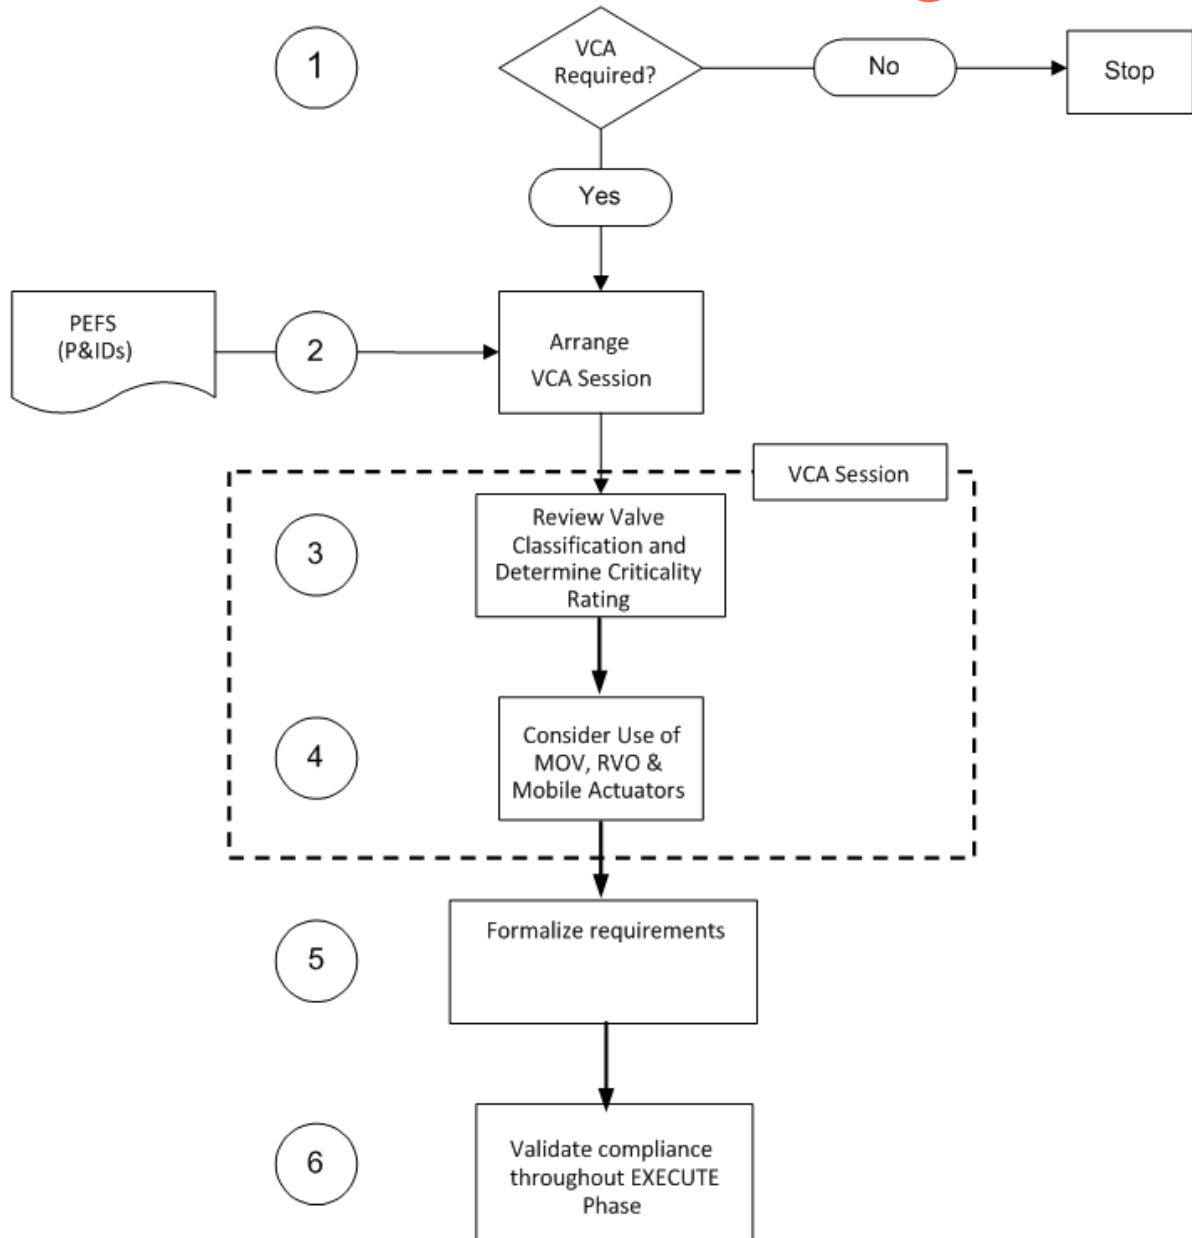 1
VCA
Required?
No
Stop
Yes
PEFS
(P&IDs)
2
Arrange
VCA Session
VCA Session
3
Review Valve
Classification and
Determine Criticality
Rating
4
Consider Use of
MOV, RVO &
Mobile Actuators
5
Formalize requirements
6
Validate compliance
throughout EXECUTE
Phase